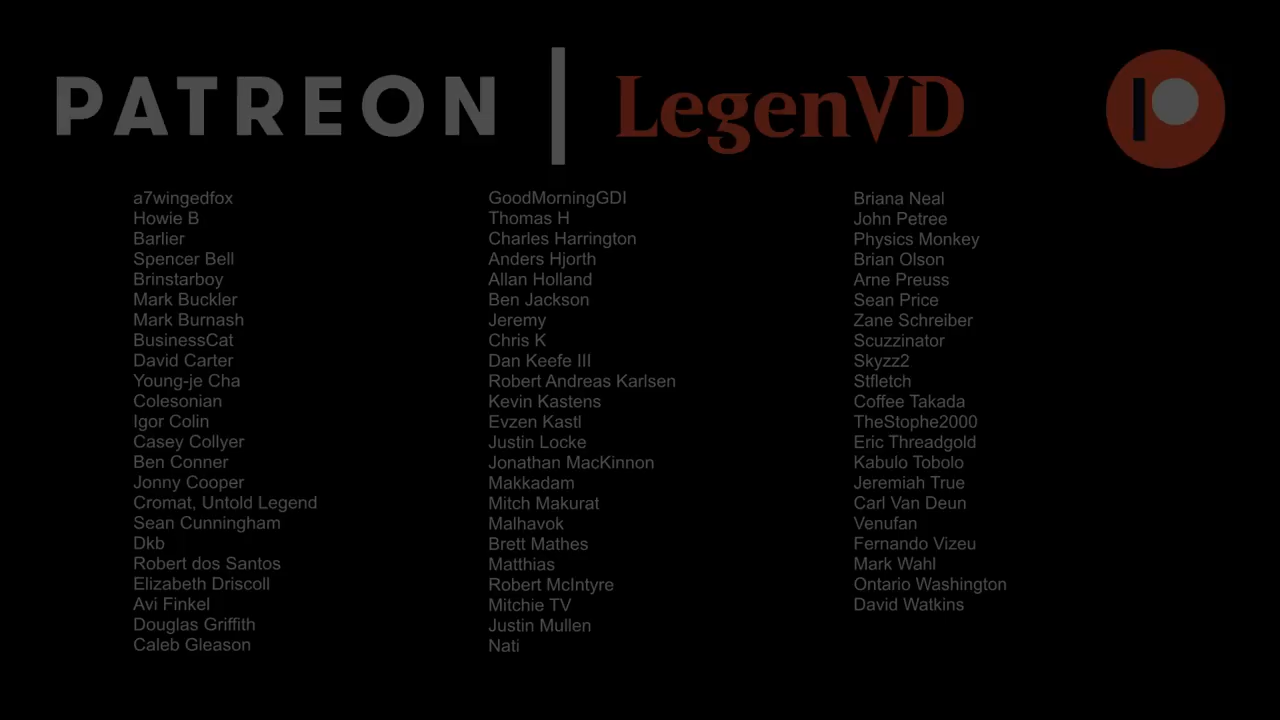 PATREON | LegenVD
a7wingedfox
Howie B
Barlier
Spencer Bell
Brinstarboy
Mark Buckler
Mark Burnash
BusinessCat
David Carter
Young-je Cha
Colesonian
Igor Colin
Casey Collyer
Ben Conner
Jonny Cooper
Cromat, Untold Legend
Sean Cunningham
Dkb
Robert dos Santos
Elizabeth Driscoll
Avi Finkel
Douglas Griffith
Caleb Gleason
GoodMorningGDI
Thomas H
Charles Harrington
Anders Hjorth
Allan Holland
Ben Jackson
Jeremy
Chris K
Dan Keefe III
Robert Andreas Karlsen
Kevin Kastens
Evzen Kastl
Justin Locke
Jonathan MacKinnon
Makkadam
Mitch Makurat
Malhavok
Brett Mathes
Matthias
Robert McIntyre
Mitchie TV
Justin Mullen
Nati
Briana Neal
John Petree
Physics Monkey
Brian Olson
Arne Preuss
Sean Price
Zane Schreiber
Scuzzinator
Skyzz2
Stfletch
Coffee Takada
TheStophe2000
Eric Threadgold
Kabulo Tobolo
Jeremiah True
Carl Van Deun
Venufan
Fernando Vizeu
Mark Wahl
Ontario Washington
David Watkins